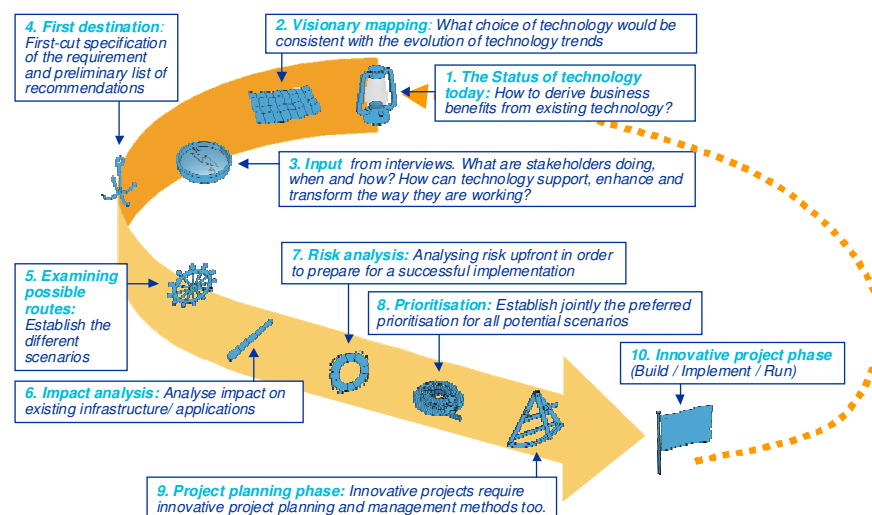 4. First destination:
First-cut specification
of the requirement
and preliminary list of
recommendations
2. Visionary mapping: What choice of technology would be
consistent with the evolution of technology trends
1. The Status of technology
today: How to derive business
benefits from existing technology?
3. Input from interviews. What are stakeholders doing,
when and how? How can technology support, enhance and
transform the way they are working?
5. Examining
possible
routes:
Establish the
different
scenarios
7. Risk analysis: Analysing risk upfront in order
to prepare for a successful implementation
8. Prioritisation: Establish jointly the preferred
prioritisation for all potential scenarios
10. Innovative project phase
(Build / Implement / Run)
6. Impact analysis: Analyse impact on
existing infrastructure/ applications
9. Project planning phase: Innovative projects require
innovative project planning and management methods too.